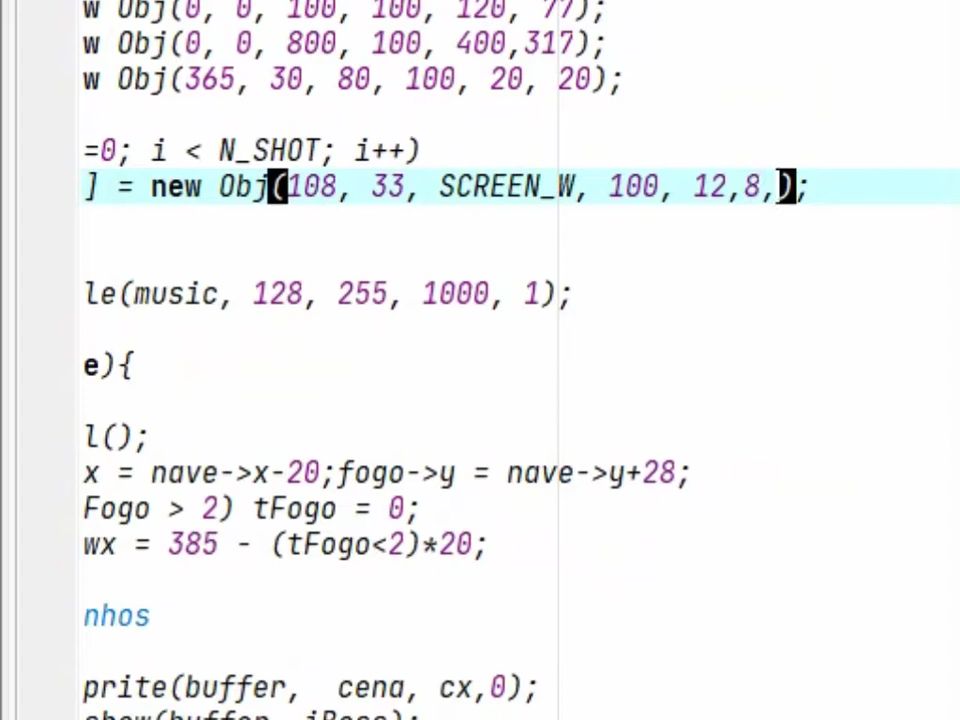 w Obj(0, 0, 100, 100, 120, 77);
w Obj(0, 0, 800, 100, 400,317);
w Obj(365, 30, 80, 100, 20, 20);
=0; i < N_SHOT; i++)
] = new Obj(108, 33, SCREEN_W, 100, 12,8,);
le(music, 128, 255, 1000, 1);
e){
l();
x = nave->x-20;fogo->y = nave->y+28;
Fogo > 2) tFogo = 0;
wx = 385 - (tFogo<2)*20;
nhos
prite(buffer,  cena, cx,0);